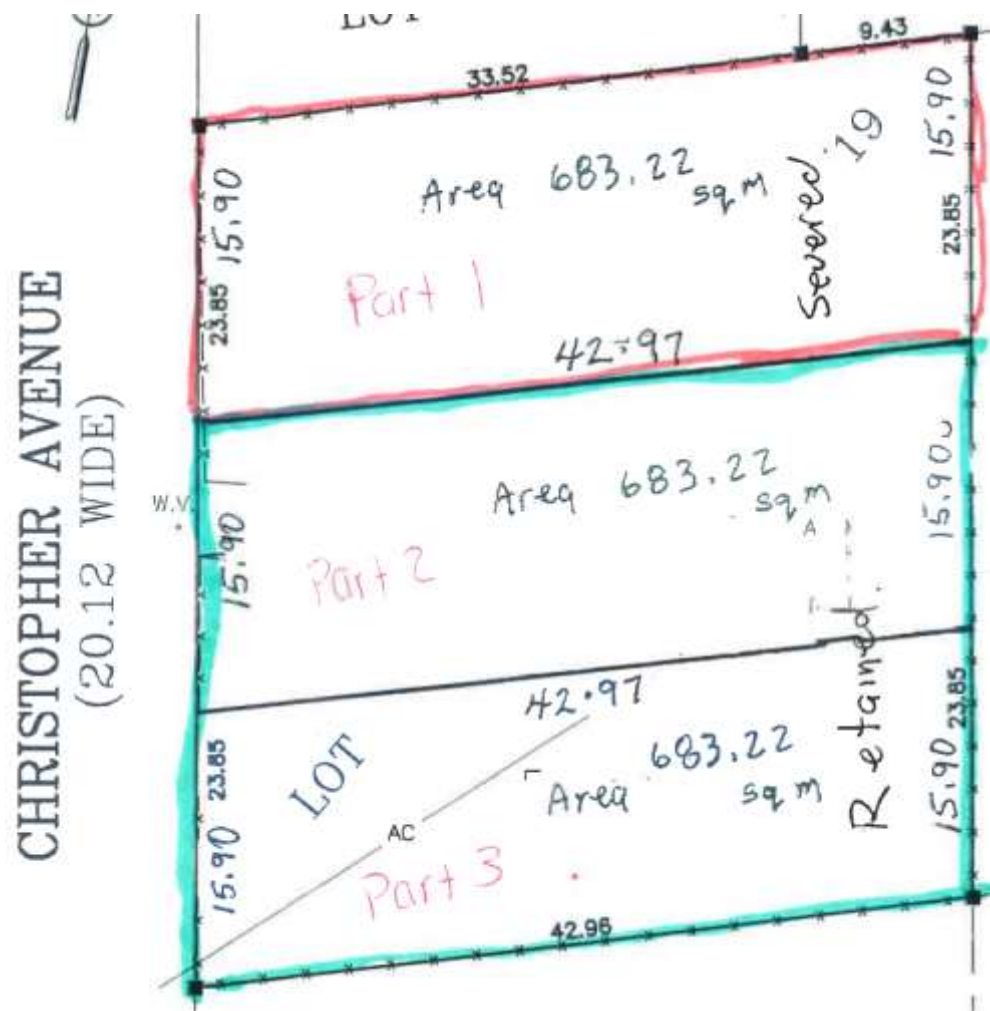 33.52
9.43
15.90
15.90
19
Area 683.22
sq m
Severed
23.85
23.85
Part 1
42.97
CHRISTOPHER AVENUE
(20.12 WIDE)
W.V.
Area 683.22
sq m
A
15.90
15.90
Part 2
Retained
42.97
23.85
23.85
LOT
683.22
Area
sq m
15.90
15.90
AC
Part 3
42.96